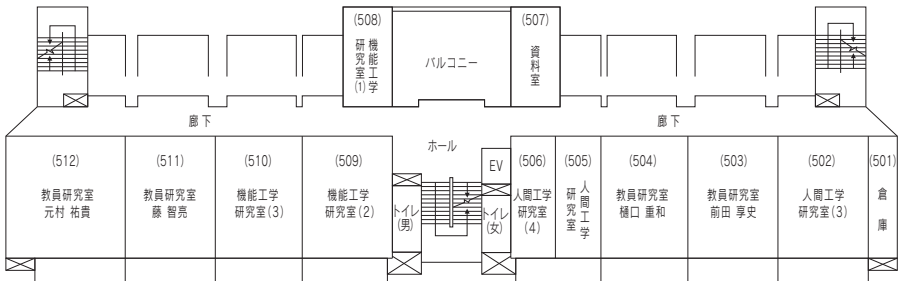 (508)
機能工学
研究室(1)
バルコニー
(507)
資料室
廊下
ホール
廊下
(512)
教員研究室
元村 祐貴
(511)
教員研究室
藤 智亮
(510)
機能工学
研究室(3)
(509)
機能工学
研究室(2)
トイレ
(男)
EV
トイレ
(女)
(506)
人間工学
研究室
(4)
(505)
人間工学
研究室
(504)
教員研究室
樋口 重和
(503)
教員研究室
前田 享史
(502)
人間工学
研究室(3)
(501)
倉庫